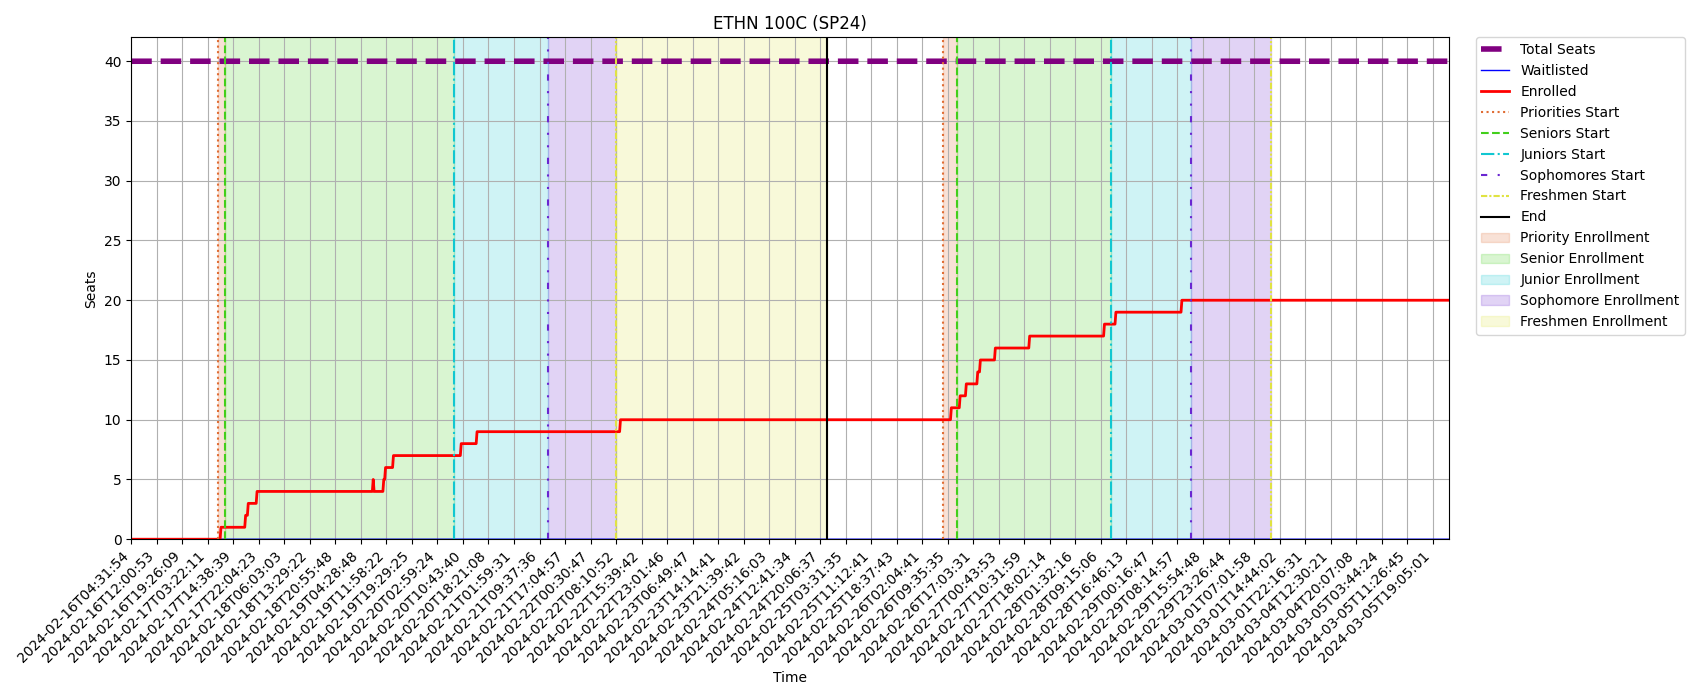 ETHN 100C (SP24)
Seats
40
35
30
25
20
15
10
5
0
2024-02-16T04:31:54
2024-02-16T12:00:53
2024-02-16T19:26:09
2024-02-17T03:22:11
2024-02-17T14:38:39
2024-02-17T22:04:23
2024-02-18T06:03:03
2024-02-18T13:29:22
2024-02-18T20:55:48
2024-02-19T04:28:48
2024-02-19T11:58:22
2024-02-19T19:29:25
2024-02-20T02:59:24
2024-02-20T10:43:40
2024-02-20T18:21:08
2024-02-21T01:59:31
2024-02-21T09:37:36
2024-02-21T17:04:57
2024-02-22T00:30:47
2024-02-22T08:10:52
2024-02-22T15:39:42
2024-02-22T23:01:46
2024-02-23T06:49:47
2024-02-23T14:14:41
2024-02-23T21:39:42
2024-02-24T05:16:03
2024-02-24T12:41:34
2024-02-24T20:06:37
2024-02-25T03:31:35
2024-02-25T11:12:41
2024-02-25T18:37:43
2024-02-26T02:04:41
2024-02-26T09:35:35
2024-02-26T17:03:31
2024-02-27T00:43:53
2024-02-27T10:31:59
2024-02-27T18:02:14
2024-02-28T01:32:16
2024-02-28T09:15:06
2024-02-28T16:46:13
2024-02-29T00:16:47
2024-02-29T08:14:57
2024-02-29T15:54:48
2024-02-29T23:26:44
2024-03-01T07:01:58
2024-03-01T14:44:02
2024-03-01T22:16:31
2024-03-04T12:30:21
2024-03-04T20:07:08
2024-03-05T03:44:24
2024-03-05T11:26:45
2024-03-05T19:05:01
Time
Total Seats
Waitlisted
Enrolled
Priorities Start
Seniors Start
Juniors Start
Sophomores Start
Freshmen Start
End
Priority Enrollment
Senior Enrollment
Junior Enrollment
Sophomore Enrollment
Freshmen Enrollment